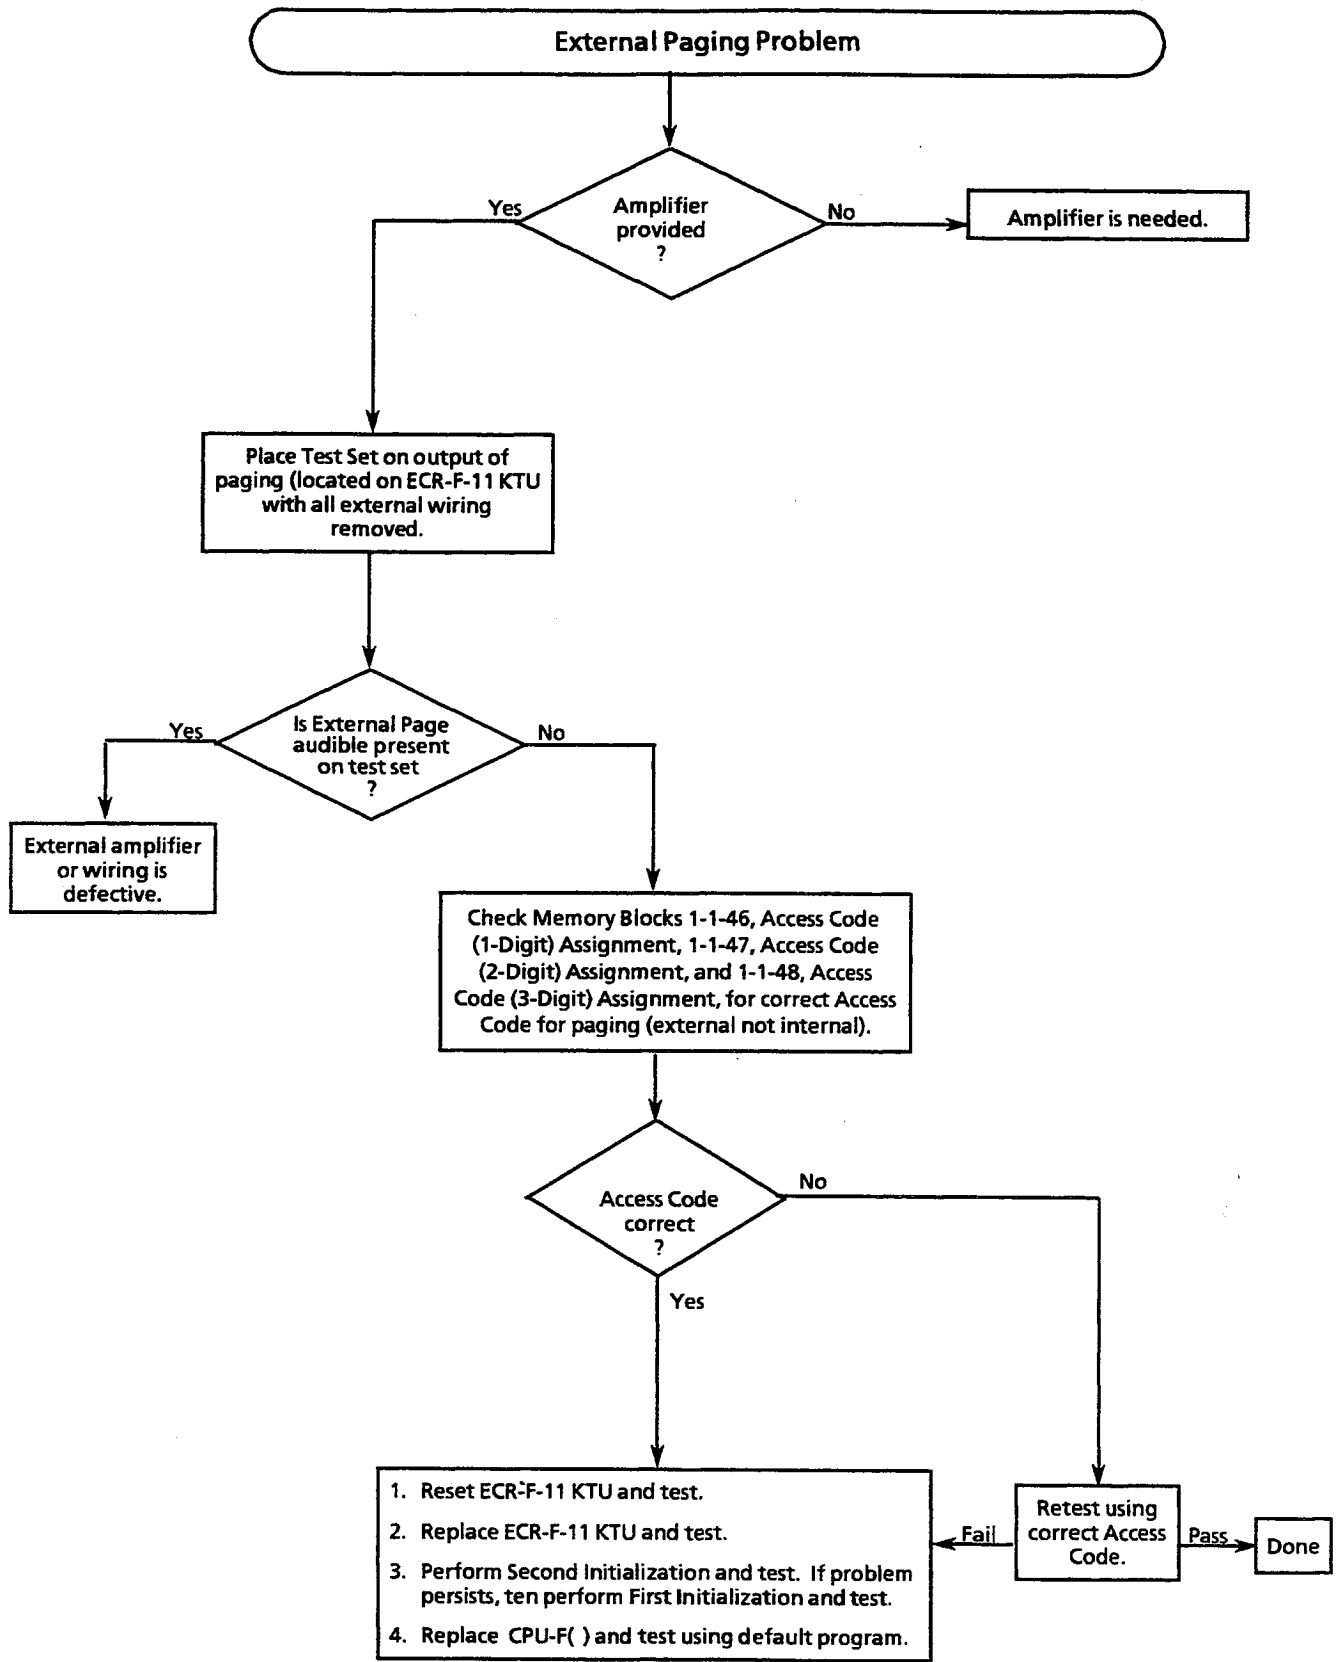 External Paging Problem
Amplifier
provided
?
Yes
No
Amplifier is needed.
Place Test Set on output of
paging (located on ECR-F-11 KTU
with all external wiring
removed.
Is External Page
audible present
on test set
?
Yes
No
External amplifier
or wiring is
defective.
Check Memory Blocks 1-1-46, Access Code
(1-Digit) Assignment, 1-1-47, Access Code
(2-Digit) Assignment, and 1-1-48, Access
Code (3-Digit) Assignment, for correct Access
Code for paging (external not internal).
Access Code
correct
?
No
Yes
1. Reset ECR-F-11 KTU and test.
2. Replace ECR-F-11 KTU and test.
3. Perform Second Initialization and test. If problem
persists, ten perform First Initialization and test.
4. Replace CPU-F( ) and test using default program.
Fail
Retest using
correct Access
Code.
Pass
Done